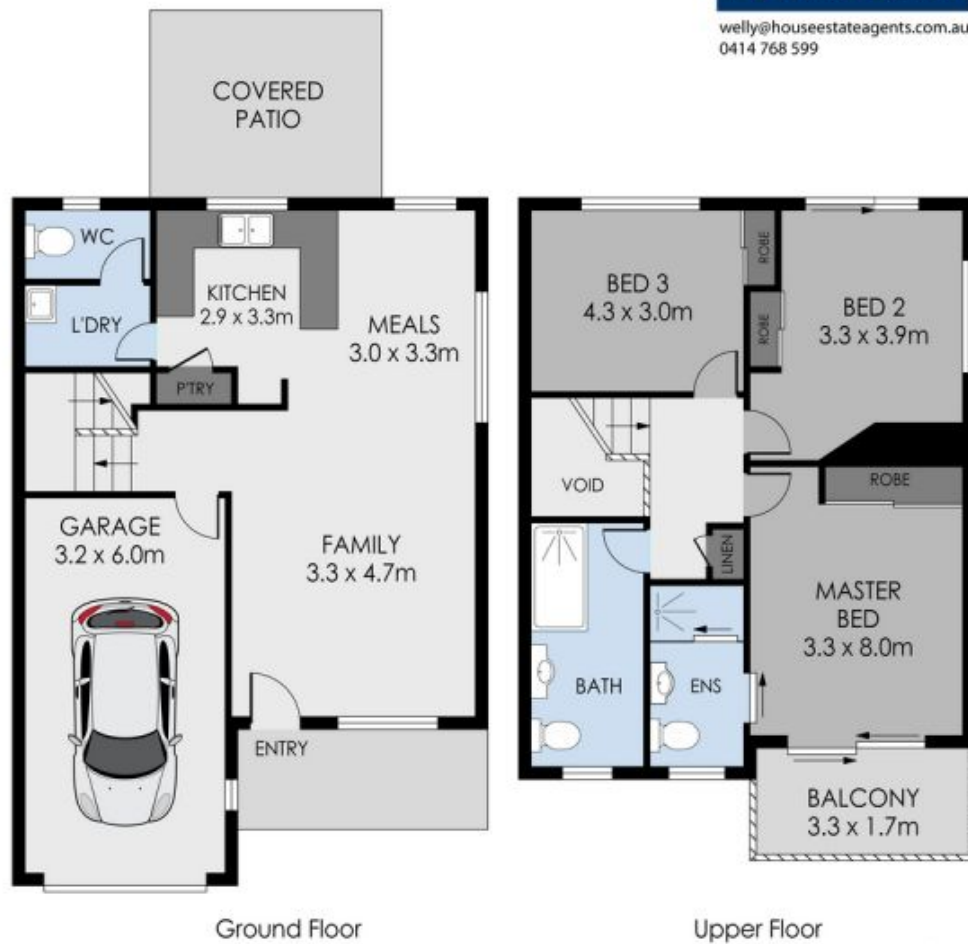 welly@houseestateagents.com.au
0414 768 599
COVERED
PATIO
WC
L'DRY
KITCHEN
2.9 x 3.3m
MEALS
3.0 x 3.3m
P'TRY
GARAGE
3.2 x 6.0m
FAMILY
3.3 x 4.7m
ENTRY
Ground Floor
BED 3
4.3 x 3.0m
ROBE
ROBE
BED 2
3.3 x 3.9m
VOID
ROBE
LINEN
MASTER
BED
3.3 x 8.0m
BATH
ENS
BALCONY
3.3 x 1.7m
Upper Floor